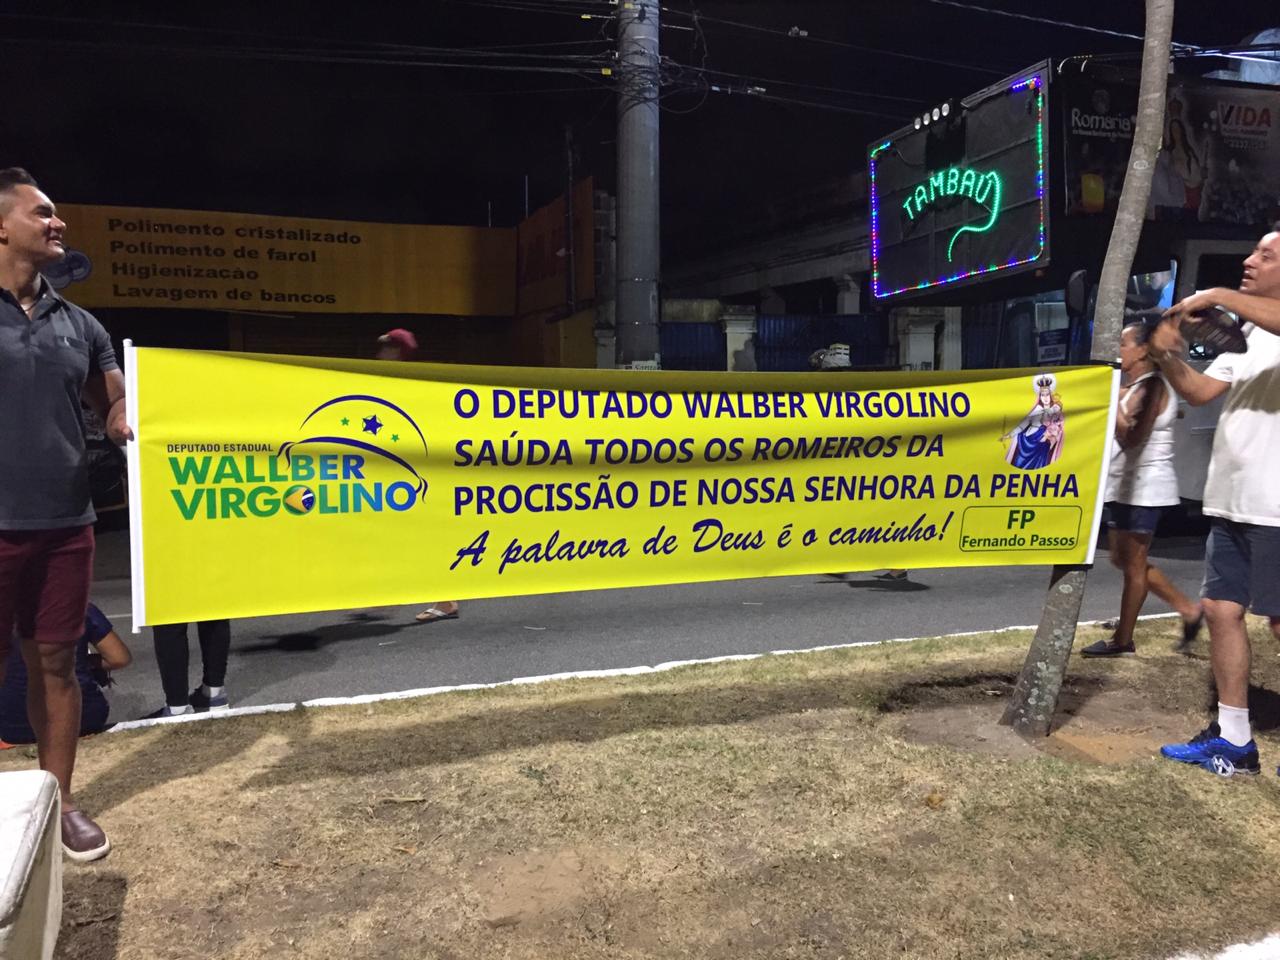 Polimento cristalizado
Polimento de farol
Higienização
Lavagem de bancos
TAMBAÚ
Romaria
VIDA
DEPUTADO ESTADUAL
WALLBER
VIRGOLINO
O DEPUTADO WALBER VIRGOLINO
SAÚDA TODOS OS ROMEIROS DA
PROCISSÃO DE NOSSA SENHORA DA PENHA
A palavra de Deus é o caminho!
FP
Fernando Passos